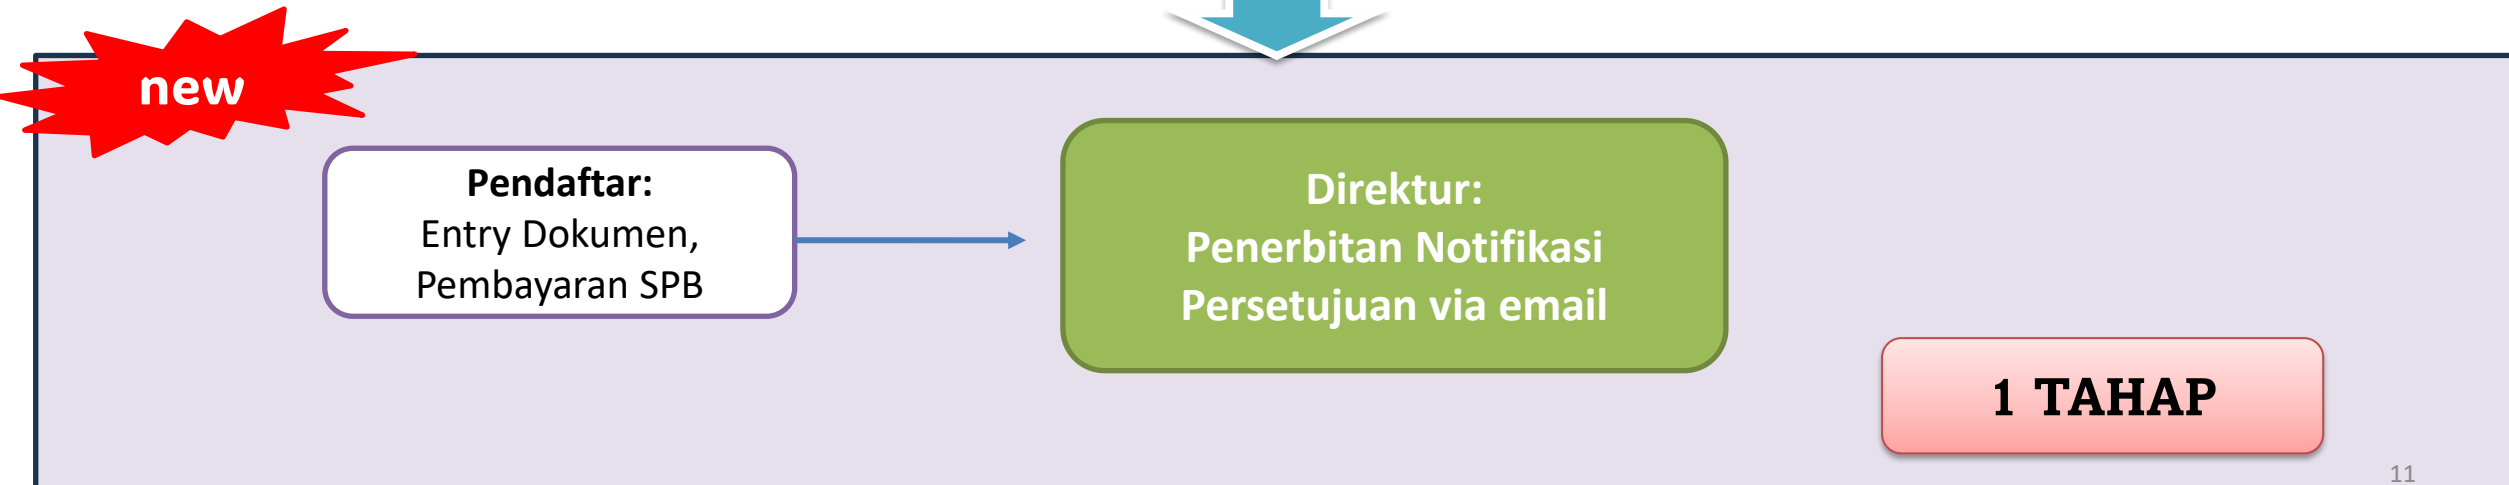 new
Pendaftar:
Entry Dokumen,
Pembayaran SPB
Direktur:
Penerbitan Notifikasi
Persetujuan via email
1 TAHAP
11